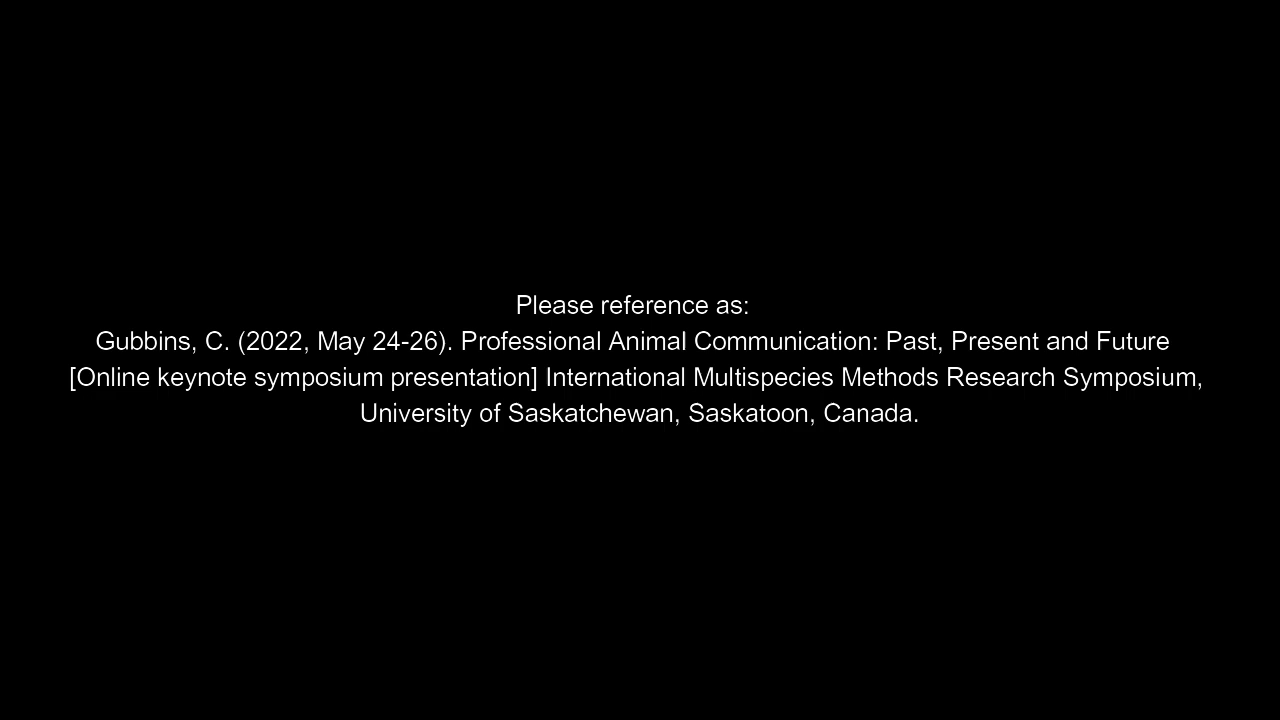 Please reference as:
Gubbins, C. (2022, May 24-26). Professional Animal Communication: Past, Present and Future
[Online keynote symposium presentation] International Multispecies Methods Research Symposium,
University of Saskatchewan, Saskatoon, Canada.